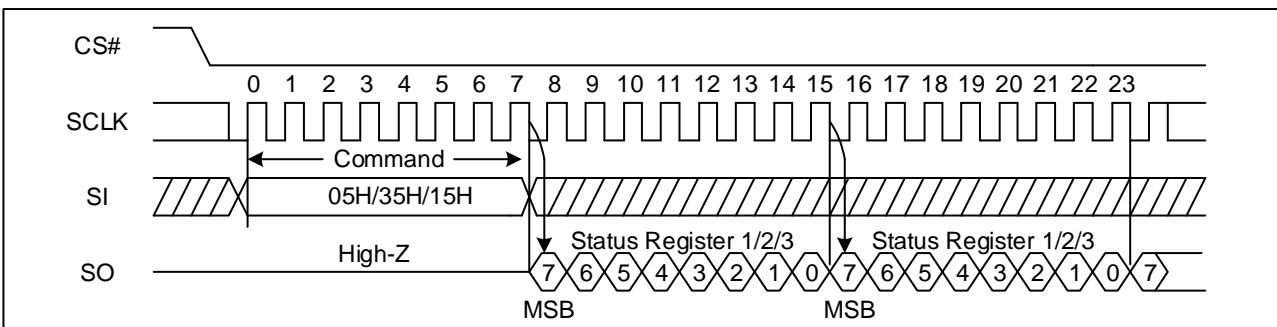 CS#
0 1 2 3 4 5 6 7 8 9 10 11 12 13 14 15 16 17 18 19 20 21 22 23
SCLK
Command
SI 05H/35H/15H
High-Z Status Register 1/2/3 Status Register 1/2/3
SO 7 6 5 4 3 2 1 0 7 6 5 4 3 2 1 0 7
MSB MSB